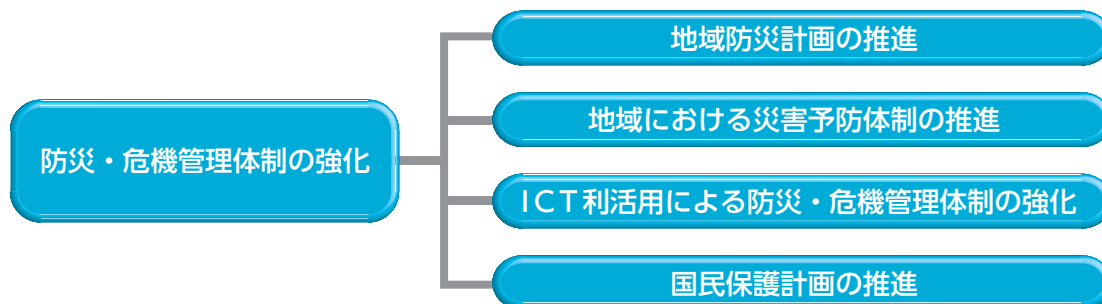 防災・危機管理体制の強化
地域防災計画の推進
地域における災害予防体制の推進
ICT利活用による防災・危機管理体制の強化
国民保護計画の推進